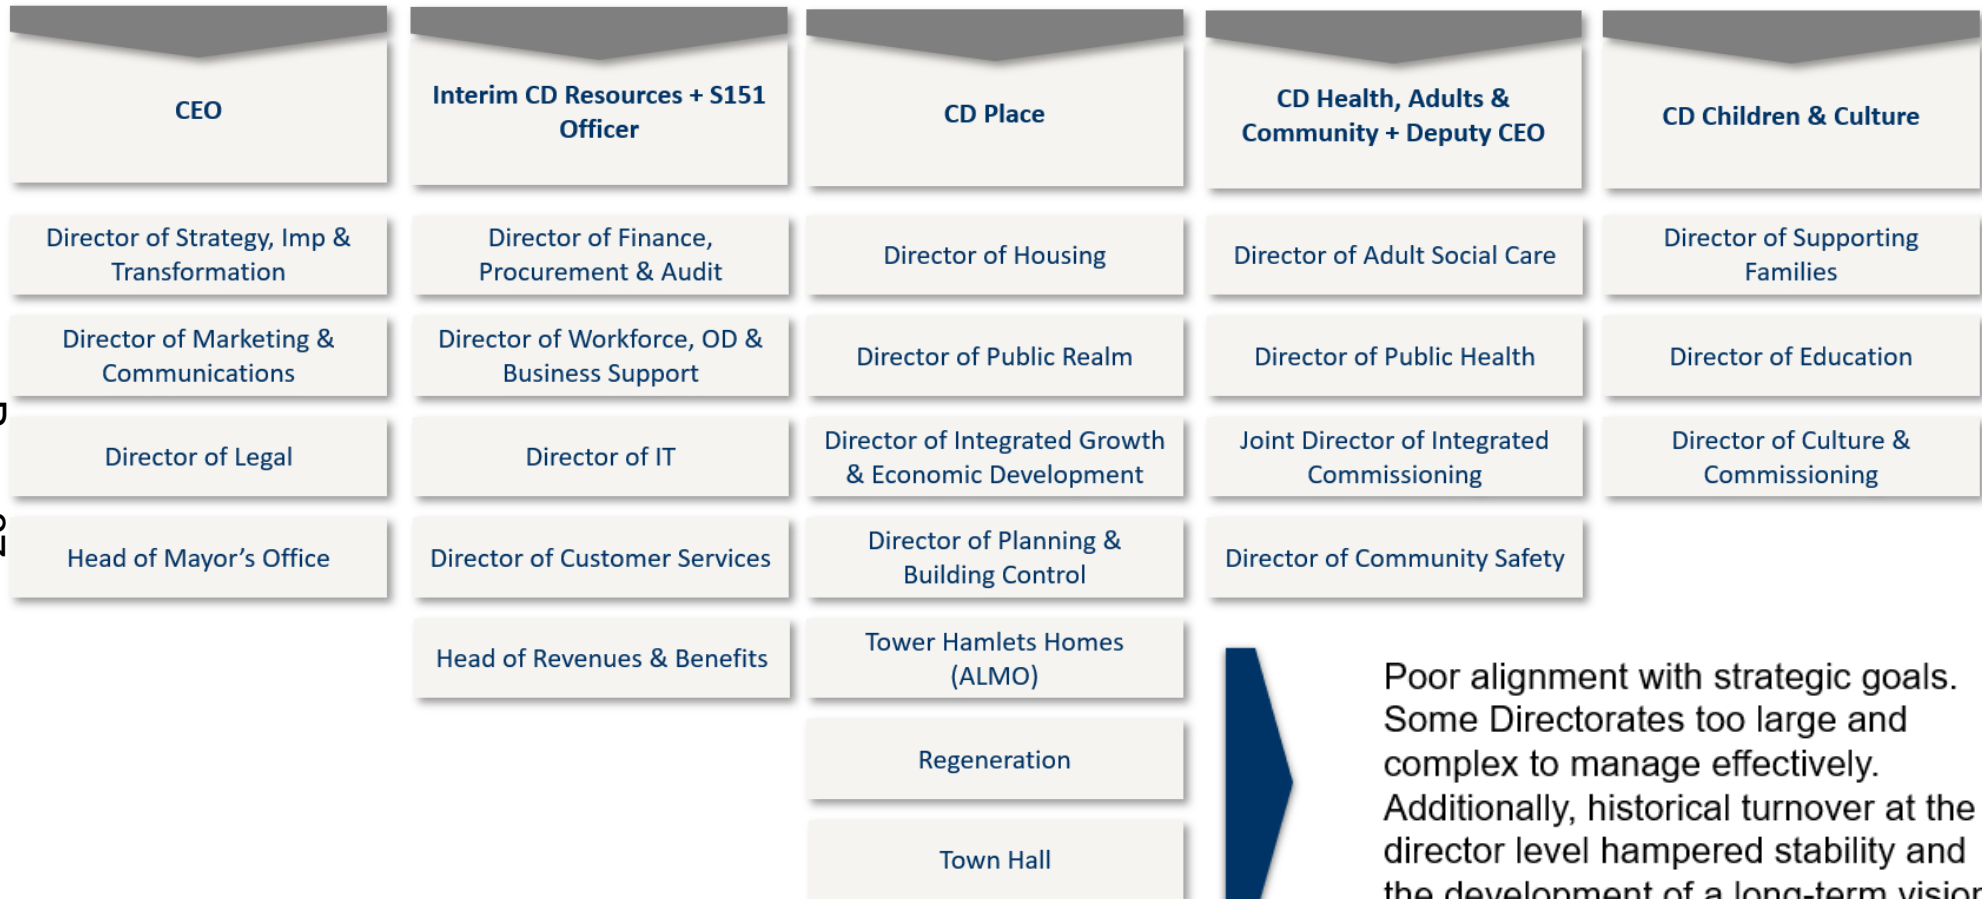 CEO
Director of Strategy, Imp &
Transformation
Director of Marketing &
Communications
Director of Legal
Head of Mayor’s Office
Interim CD Resources + S151
Officer
Director of Finance,
Procurement & Audit
Director of Workforce, OD &
Business Support
Director of IT
Director of Customer Services
Head of Revenues & Benefits
CD Place
Director of Housing
Director of Public Realm
Director of Integrated Growth
& Economic Development
Director of Planning &
Building Control
Tower Hamlets Homes
(ALMO)
Regeneration
Town Hall
CD Health, Adults &
Community + Deputy CEO
Director of Adult Social Care
Director of Public Health
Joint Director of Integrated
Commissioning
Director of Community Safety
CD Children & Culture
Director of Supporting
Families
Director of Education
Director of Culture &
Commissioning
Poor alignment with strategic goals.
Some Directorates too large and
complex to manage effectively.
Additionally, historical turnover at the
director level hampered stability and
the development of a long-term vision